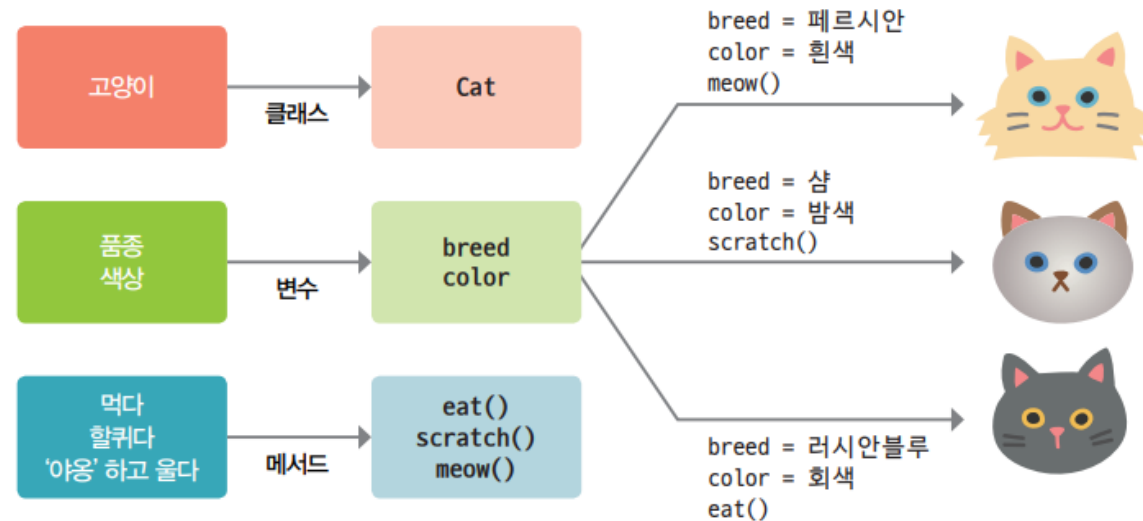 고양이
클래스
Cat
품종
색상
변수
breed
color
먹다
할퀴다
‘야옹’ 하고 울다
메서드
eat()
scratch()
meow()
breed = 페르시안
color = 흰색
meow()
breed = 샴
color = 밤색
scratch()
breed = 러시안블루
color = 회색
eat()